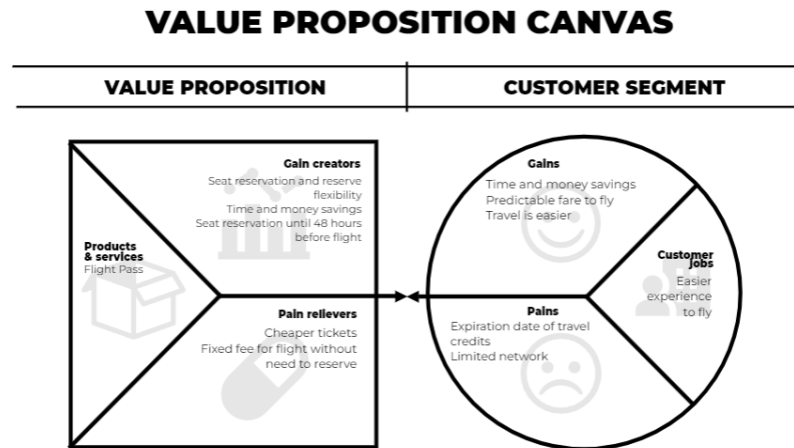 VALUE PROPOSITION CANVAS
VALUE PROPOSITION
CUSTOMER SEGMENT
Gain creators
Seat reservation and reserve
flexibility
Time and money savings
Seat reservation until 48 hours
before flight
Products
& services
Flight Pass
Pain relievers
Cheaper tickets
Fixed fee for flight without
need to reserve
Gains
Time and money savings
Predictable fare to fly
Travel is easier
Customer
jobs
Easier
experience
to fly
Pains
Expiration date of travel
credits
Limited network